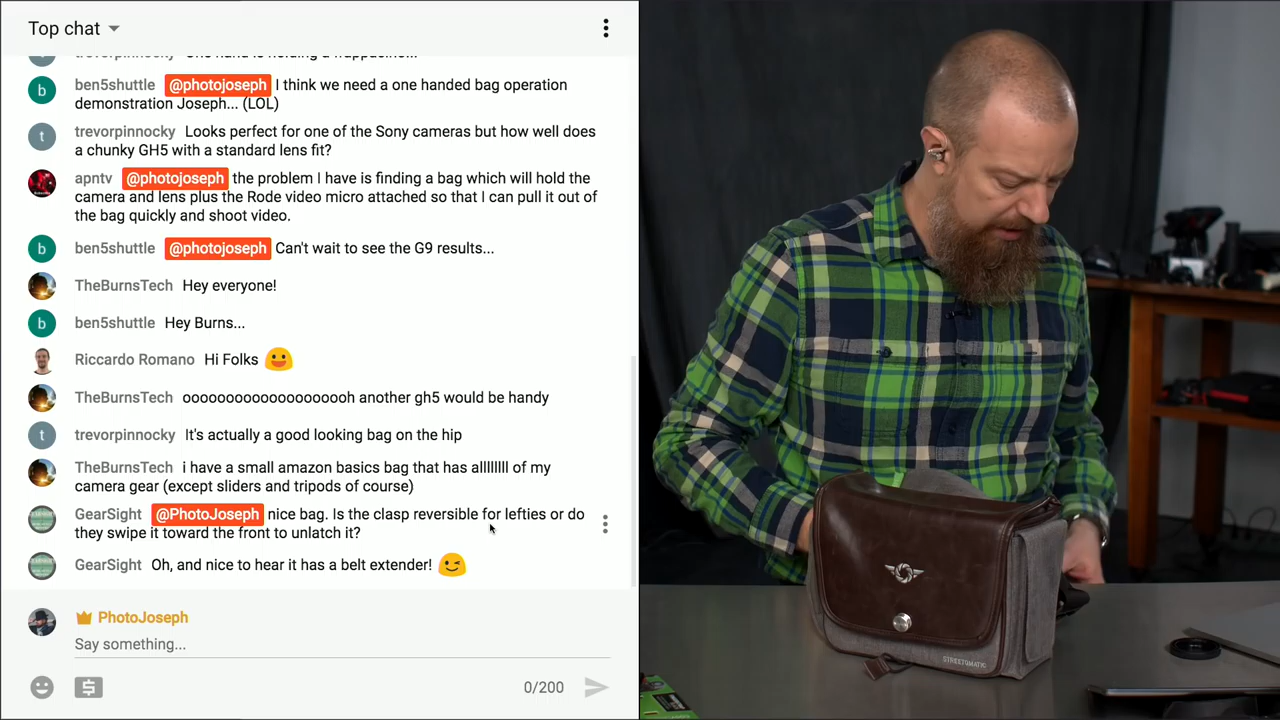 Top chat
trevorpinnocky One hand is holding a frappucino...
ben5shuttle @photojoseph I think we need a one handed bag operation
demonstration Joseph... (LOL)
trevorpinnocky Looks perfect for one of the Sony cameras but how well does
a chunky GH5 with a standard lens fit?
apntv @photojoseph the problem I have is finding a bag which will hold the
camera and lens plus the Rode video micro attached so that I can pull it out of
the bag quickly and shoot video.
ben5shuttle @photojoseph Can't wait to see the G9 results...
TheBurnsTech Hey everyone!
ben5shuttle Hey Burns...
Riccardo Romano Hi Folks
TheBurnsTech ooooooooooooooooooh another gh5 would be handy
trevorpinnocky It's actually a good looking bag on the hip
TheBurnsTech i have a small amazon basics bag that has allllllll of my
camera gear (except sliders and tripods of course)
GearSight @PhotoJoseph nice bag. Is the clasp reversible for lefties or do
they swipe it toward the front to unlatch it?
GearSight Oh, and nice to hear it has a belt extender!
PhotoJoseph
Say something...
0/200
STREETOMATIC